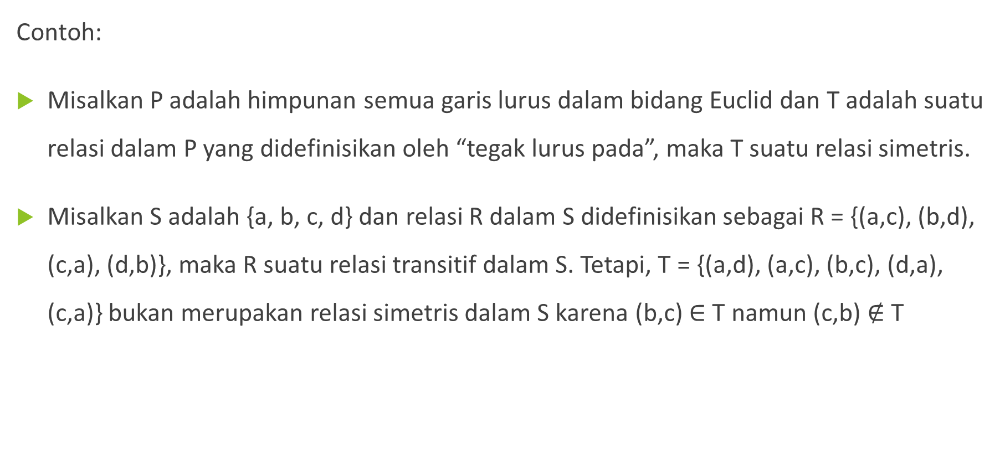 Contoh:
Misalkan P adalah himpunan semua garis lurus dalam bidang Euclid dan T adalah suatu
relasi dalam P yang didefinisikan oleh “tegak lurus pada”, maka T suatu relasi simetris.
Misalkan S adalah {a, b, c, d} dan relasi R dalam S didefinisikan sebagai R = {(a,c), (b,d),
(c,a), (d,b)}, maka R suatu relasi transitif dalam S. Tetapi, T = {(a,d), (a,c), (b,c), (d,a),
(c,a)} bukan merupakan relasi simetris dalam S karena (b,c) ∈ T namun (c,b) ∉ T